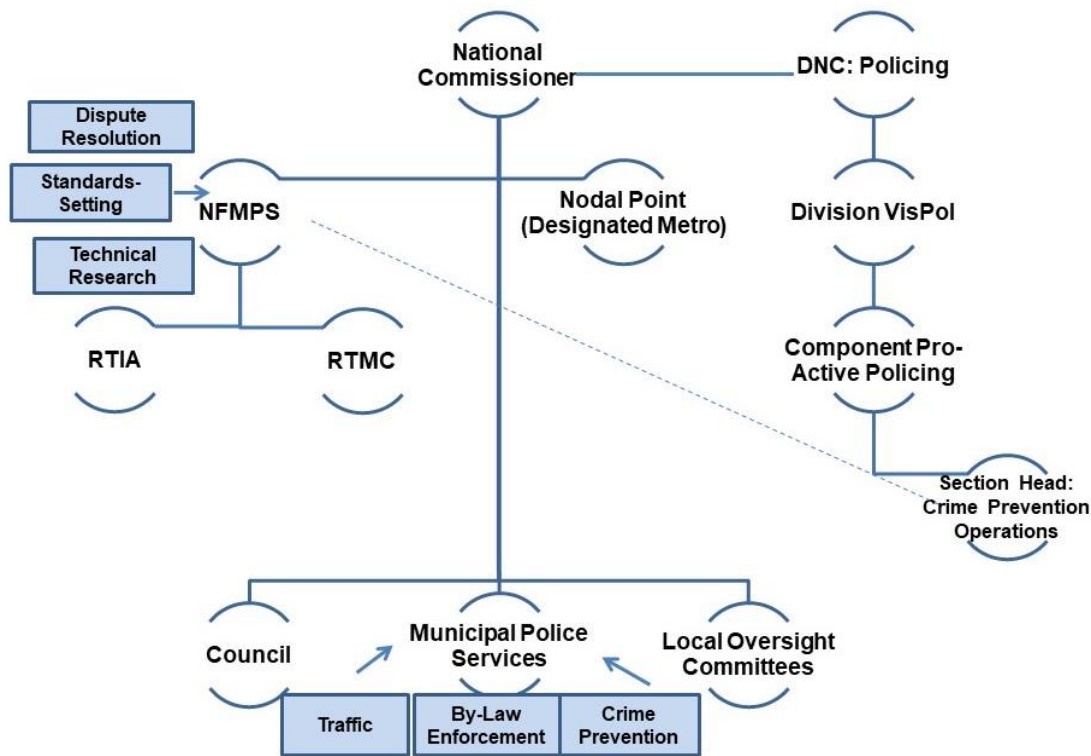 National
Commissioner
DNC: Policing
Dispute
Resolution
Standards-
Setting
NFMPS
Nodal Point
(Designated Metro)
Division VisPol
Technical
Research
RTIA
RTMC
Component Pro-
Active Policing
Section Head:
Crime Prevention
Operations
Council
Municipal Police
Services
Local Oversight
Committees
Traffic
By-Law
Enforcement
Crime
Prevention